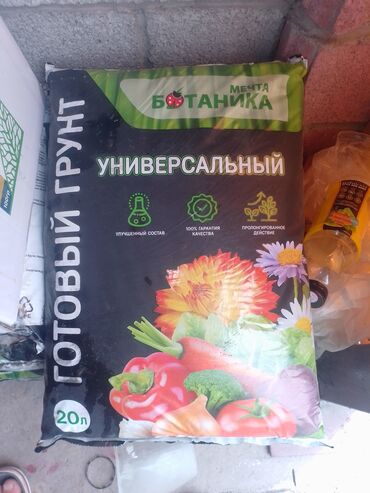 МЕЧТА
БОТАНИКА
УНИВЕРСАЛЬНЫЙ
ГОТОВЫЙ ГРУНТ
УЛУЧШЕННЫЙ СОСТАВ
100% ГАРАНТИЯ
КАЧЕСТВА
ПРОЛОНГИРОВАННОЕ
ДЕЙСТВИЕ
20л